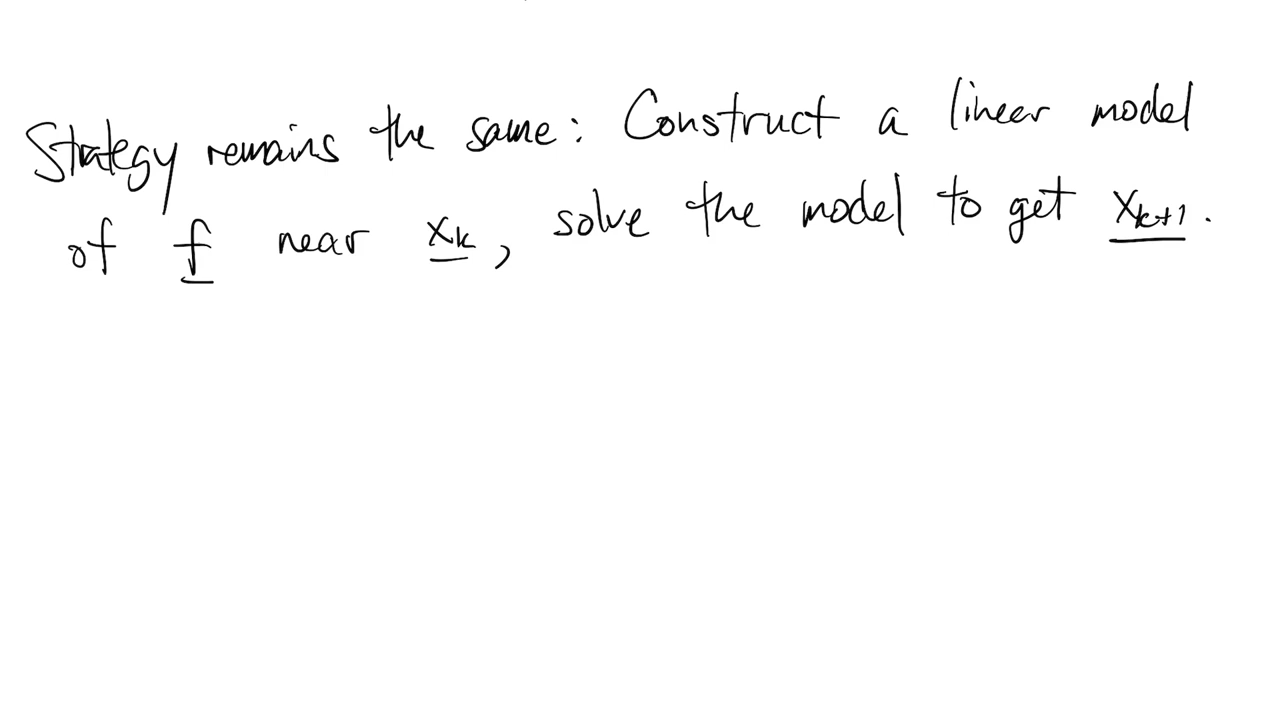 Strategy remains the same: Construct a linear model
of f near xk, solve the model to get xk+1.